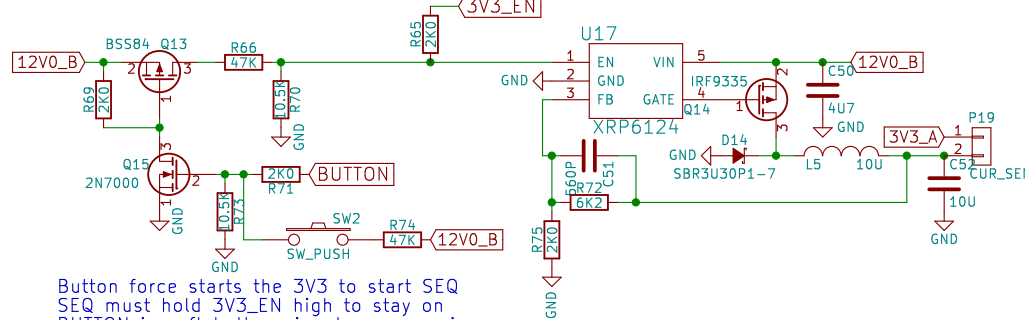 3V3_EN
BSS84 Q13
12V0_B
2
3
1
R66
47K
R65
2K0
R69
2K0
10.5K
R70
GND
U17
1 EN VIN 5
GND 2 GND
3 FB GATE 4
XRP6124
IRF9335
Q14
2
1
3
12V0_B
C50
4U7
GND
P19
3V3_A
1
2
CUR_SEN
D14
GND
SBR3U30P1-7
L5 10U
C52
10U
GND
560P
C51
R72
6K2
R75
2K0
GND
Q15
2N7000
3
2
1
GND
2K0
R71
BUTTON
10.5K
R73
GND
SW2
SW_PUSH
R74
47K
12V0_B
Button force starts the 3V3 to start SEQ
SEQ must hold 3V3_EN high to stay on